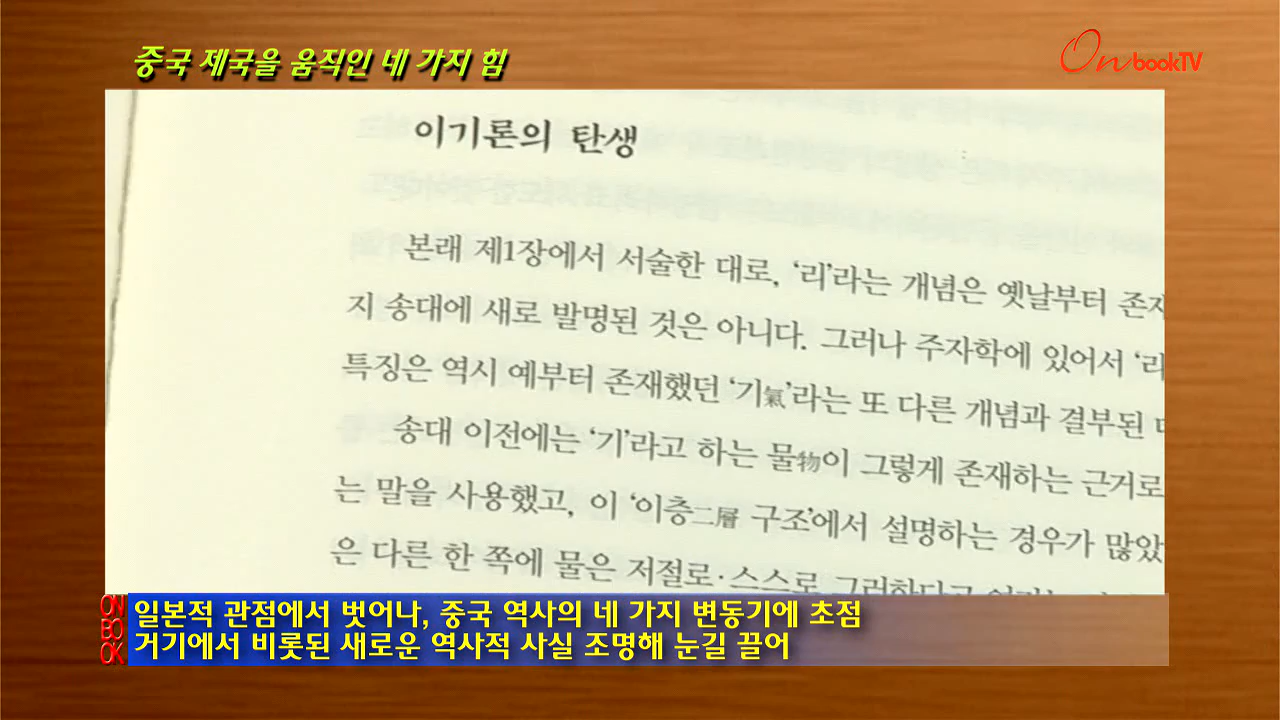 중국 제국을 움직인 네 가지 힘
On bookTV
이기론의 탄생
본래 제1장에서 서술한 대로, ‘리’라는 개념은 옛날부터 존재
지 송대에 새로 발명된 것은 아니다. 그러나 주자학에 있어서 ‘리
특징은 역시 예부터 존재했던 ‘기氣’라는 또 다른 개념과 결부된
송대 이전에는 ‘기’라고 하는 물物이 그렇게 존재하는 근거로
는 말을 사용했고, 이 ‘이층二層 구조’에서 설명하는 경우가 많았
은 다른 한 쪽에 물은 저절로·스스로 그러하다고
ON BOOK
일본적 관점에서 벗어나, 중국 역사의 네 가지 변동기에 초점
거기에서 비롯된 새로운 역사적 사실 조명해 눈길 끌어